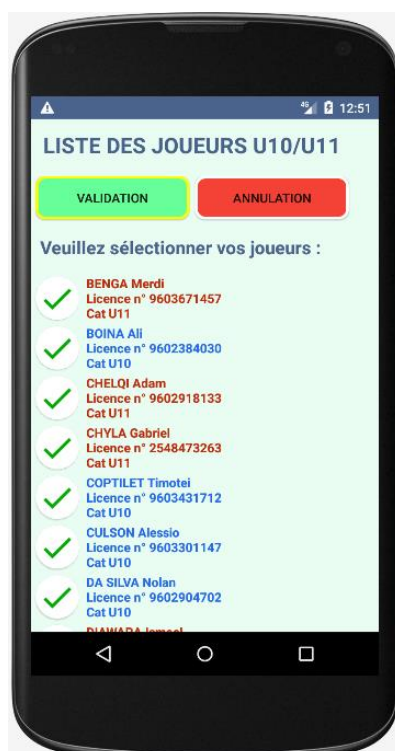 4G 12:51
LISTE DES JOUEURS U10/U11
VALIDATION ANNULATION
Veuillez sélectionner vos joueurs :
BENGA Merdi
Licence n° 9603671457
Cat U11
BOINA Ali
Licence n° 9602384030
Cat U10
CHELQI Adam
Licence n° 9602918133
Cat U11
CHYLA Gabriel
Licence n° 2548473263
Cat U11
COPTILET Timotei
Licence n° 9603431712
Cat U10
CULSON Alessio
Licence n° 9603301147
Cat U10
DA SILVA Nolan
Licence n° 9602904702
Cat U10